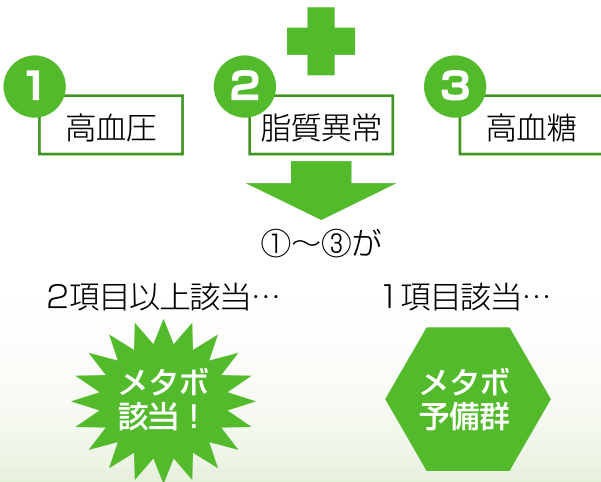 1
高血圧
2
脂質異常
3
高血糖
①～③が
2項目以上該当…
1項目該当…
メタボ
該当！
メタボ
予備群